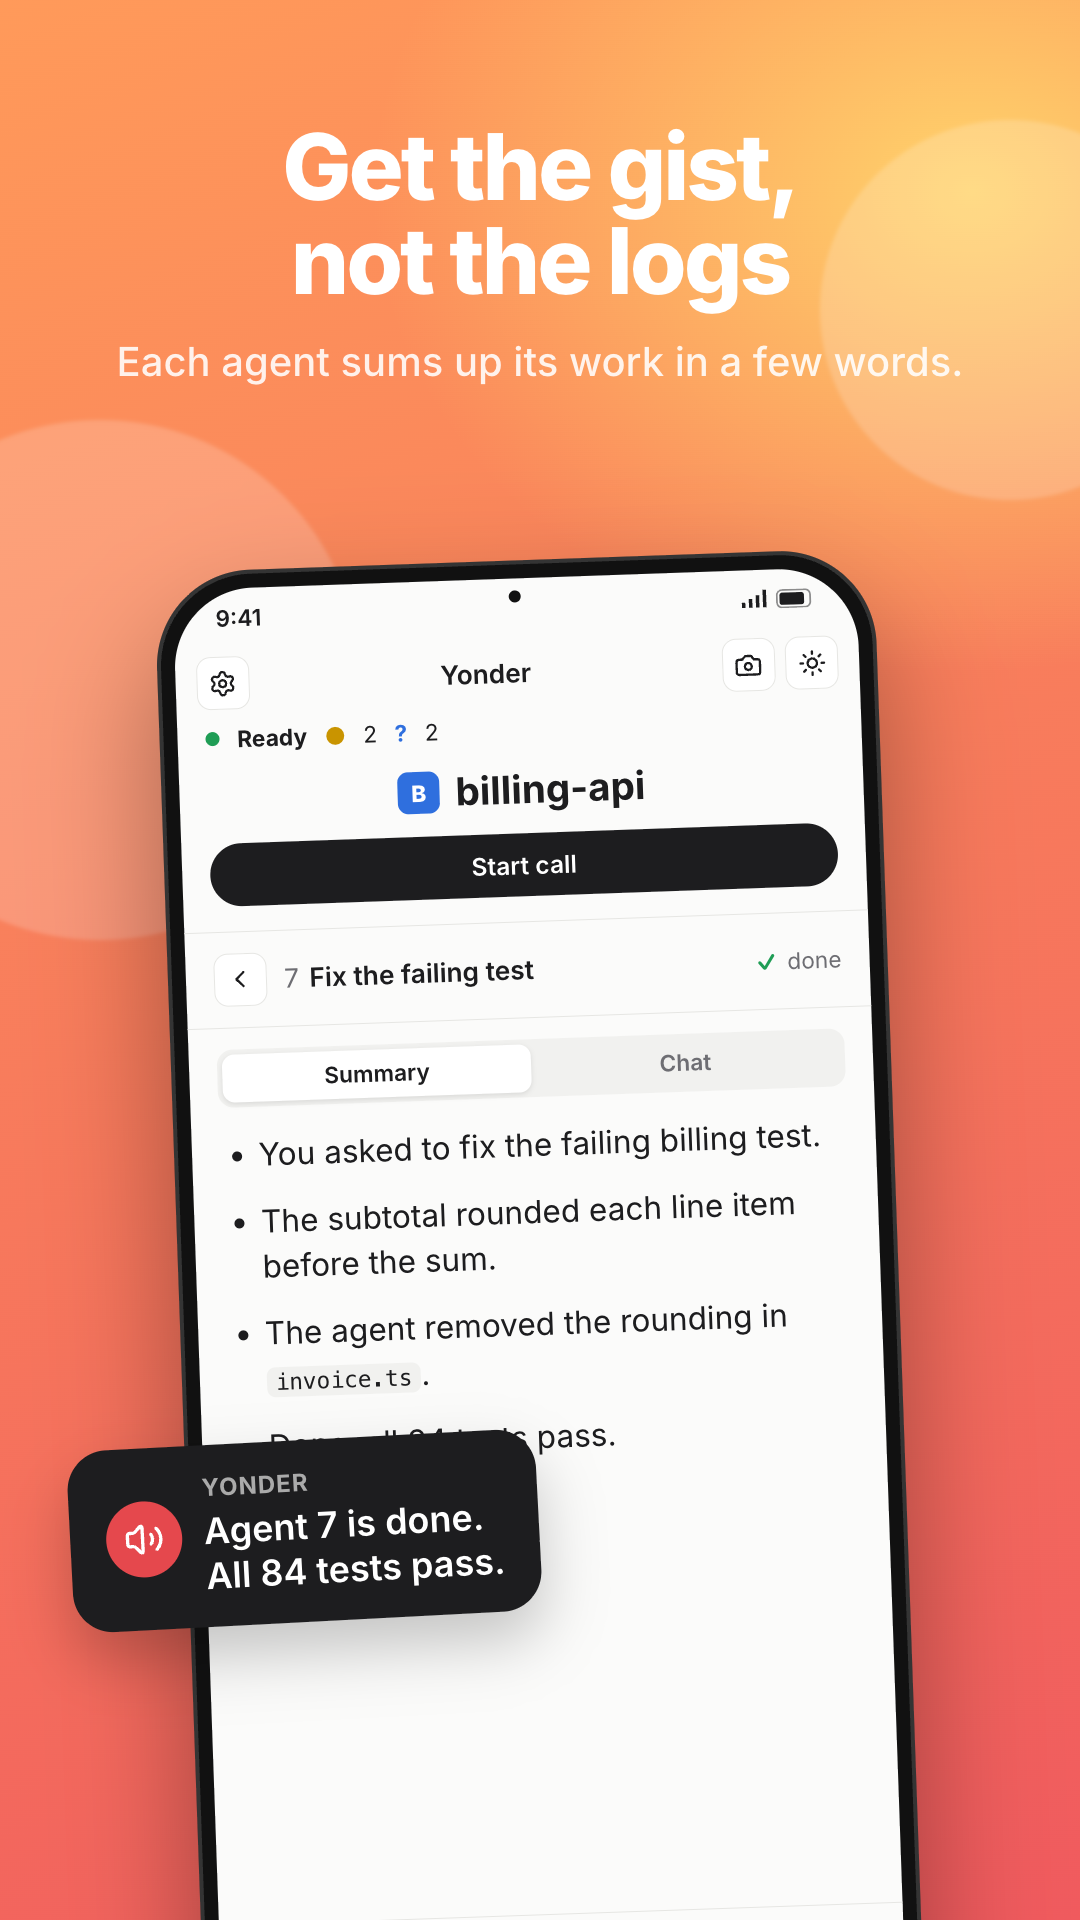 Get the gist,
not the logs
Each agent sums up its work in a few words.
9:41
Yonder
Ready 2 ? 2
B billing-api
Start call
7 Fix the failing test done
Summary Chat
• You asked to fix the failing billing test.
• The subtotal rounded each line item
before the sum.
• The agent removed the rounding in
invoice.ts.
pass.
YONDER
Agent 7 is done.
All 84 tests pass.